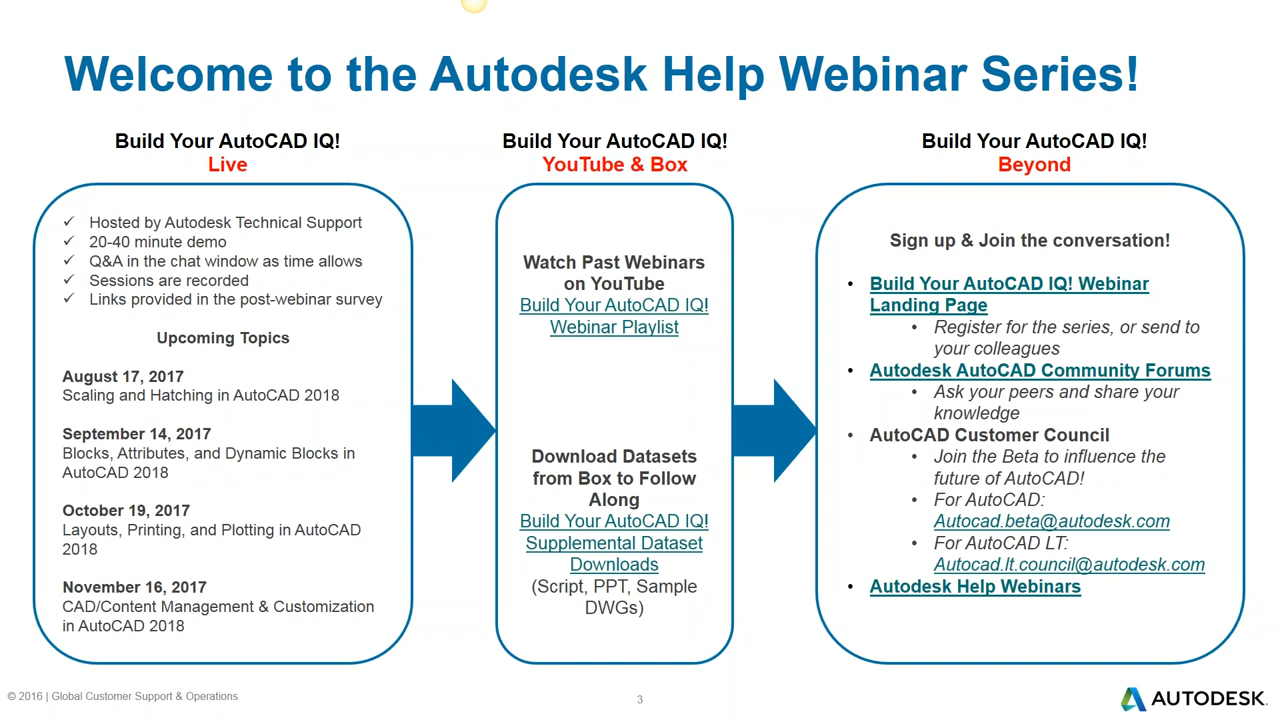 Welcome to the Autodesk Help Webinar Series!
Build Your AutoCAD IQ!
Live
✓ Hosted by Autodesk Technical Support
✓ 20-40 minute demo
✓ Q&A in the chat window as time allows
✓ Sessions are recorded
✓ Links provided in the post-webinar survey
Upcoming Topics
August 17, 2017
Scaling and Hatching in AutoCAD 2018
September 14, 2017
Blocks, Attributes, and Dynamic Blocks in
AutoCAD 2018
October 19, 2017
Layouts, Printing, and Plotting in AutoCAD
2018
November 16, 2017
CAD/Content Management & Customization
in AutoCAD 2018
Build Your AutoCAD IQ!
YouTube & Box
Watch Past Webinars
on YouTube
Build Your AutoCAD IQ!
Webinar Playlist
Download Datasets
from Box to Follow
Along
Build Your AutoCAD IQ!
Supplemental Dataset
Downloads
(Script, PPT, Sample
DWGs)
Build Your AutoCAD IQ!
Beyond
Sign up & Join the conversation!
• Build Your AutoCAD IQ! Webinar
Landing Page
• Register for the series, or send to
your colleagues
• Autodesk AutoCAD Community Forums
• Ask your peers and share your
knowledge
• AutoCAD Customer Council
• Join the Beta to influence the
future of AutoCAD!
• For AutoCAD:
Autocad.beta@autodesk.com
• For AutoCAD LT:
Autocad.lt.council@autodesk.com
• Autodesk Help Webinars
© 2016 | Global Customer Support & Operations
3
AUTODESK.